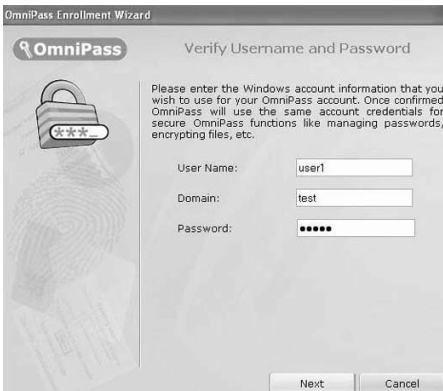 OmniPass Enrollment Wizard
OmniPass
Verify Username and Password
Please enter the Windows account information that you
wish to use for your OmniPass account. Once confirmed
OmniPass will use the same account credentials for
secure OmniPass functions like managing passwords,
encrypting files, etc.
User Name:
user1
Domain:
test
Password:
●●●●●
***_
Next
Cancel